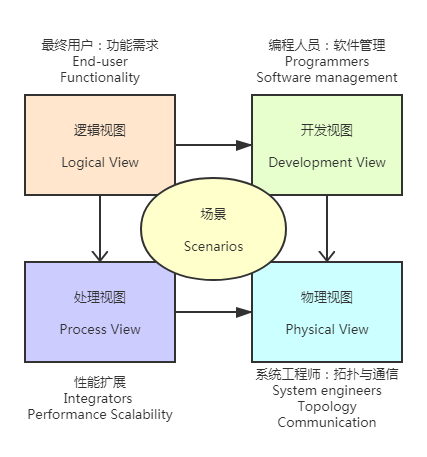 最终用户：功能需求
End-user
Functionality
编程人员：软件管理
Programmers
Software management
逻辑视图
Logical View
开发视图
Development View
场景
Scenarios
处理视图
Process View
物理视图
Physical View
性能扩展
Integrators
Performance Scalability
系统工程师：拓扑与通信
System engineers
Topology
Communication